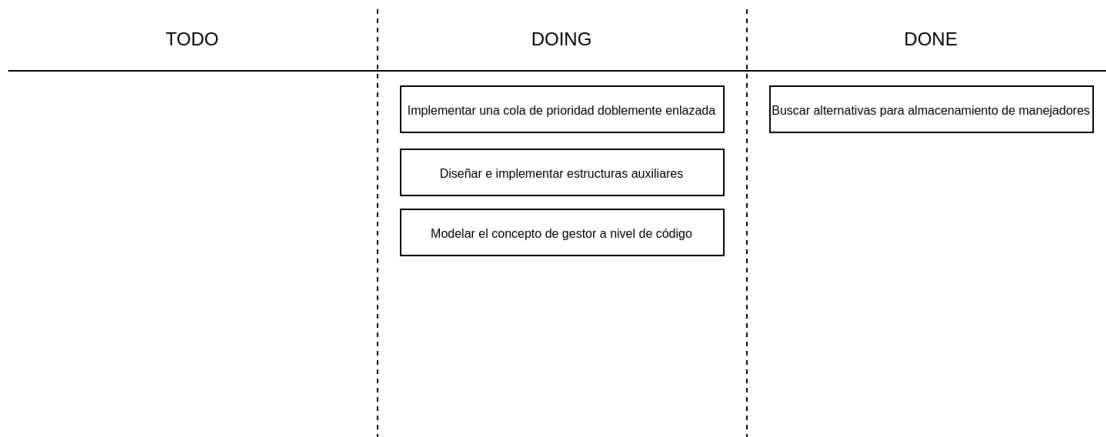 TODO
DOING
DONE
Implementar una cola de prioridad doblemente enlazada
Buscar alternativas para almacenamiento de manejadores
Diseñar e implementar estructuras auxiliares
Modelar el concepto de gestor a nivel de código